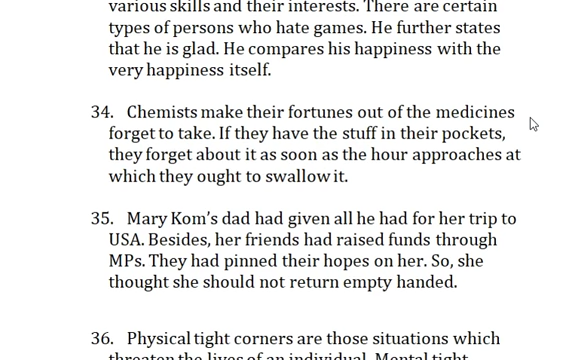 various skills and their interests. There are certain
types of persons who hate games. He further states
that he is glad. He compares his happiness with the
very happiness itself.
34. Chemists make their fortunes out of the medicines
forget to take. If they have the stuff in their pockets,
they forget about it as soon as the hour approaches at
which they ought to swallow it.
35. Mary Kom's dad had given all he had for her trip to
USA. Besides, her friends had raised funds through
MPs. They had pinned their hopes on her. So, she
thought she should not return empty handed.
36. Physical tight corners are those situations which
threaten the lives of an individual. Mental tight